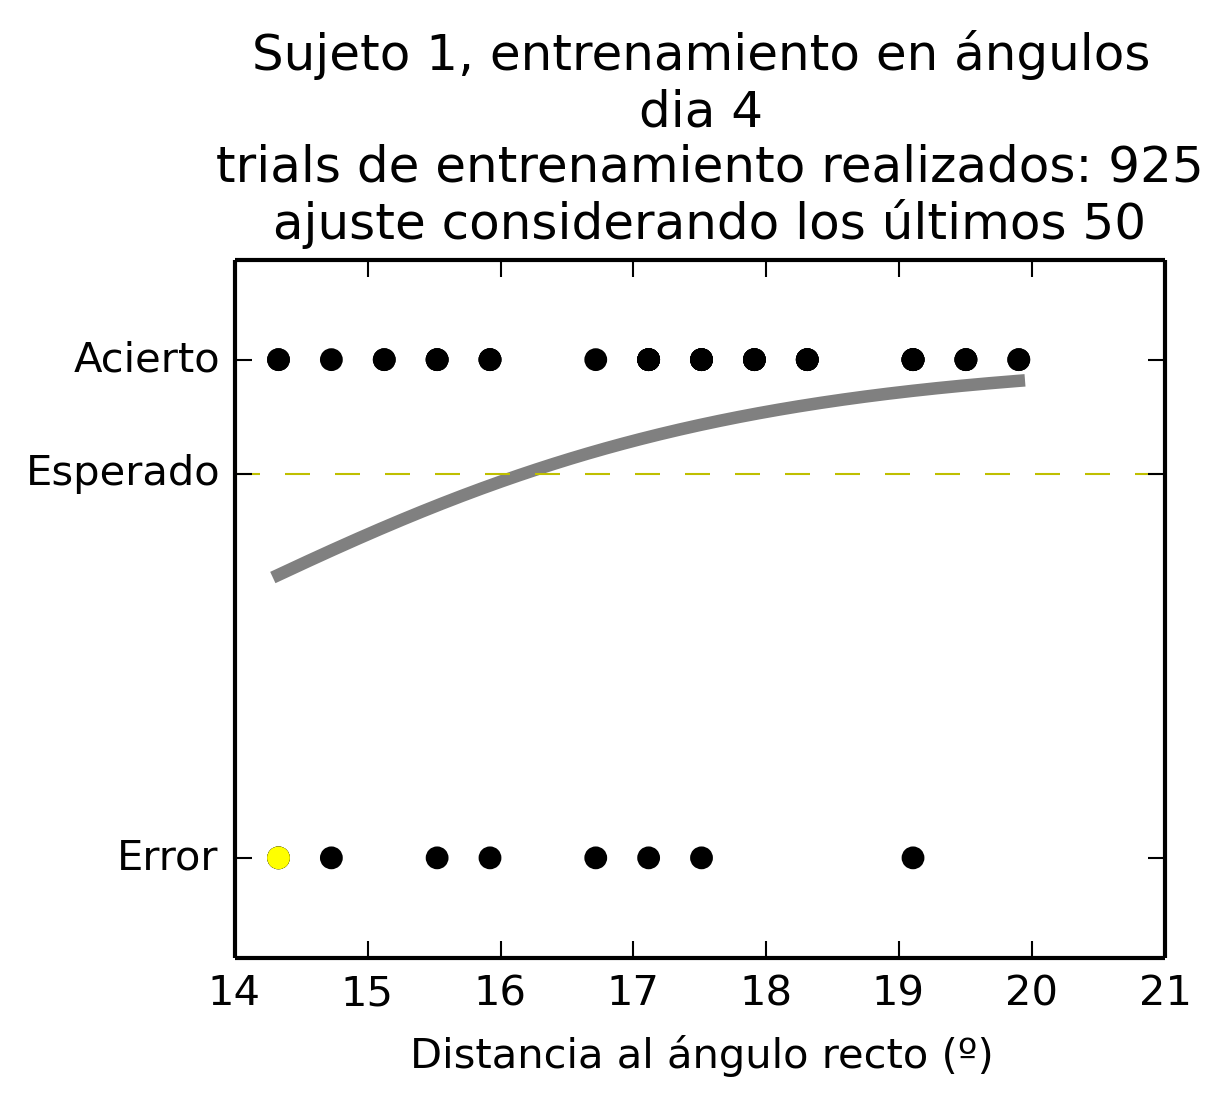 Sujeto 1, entrenamiento en ángulos
dia 4
trials de entrenamiento realizados: 925
ajuste considerando los últimos 50
Acierto
Esperado
Error
14 15 16 17 18 19 20 21
Distancia al ángulo recto (º)